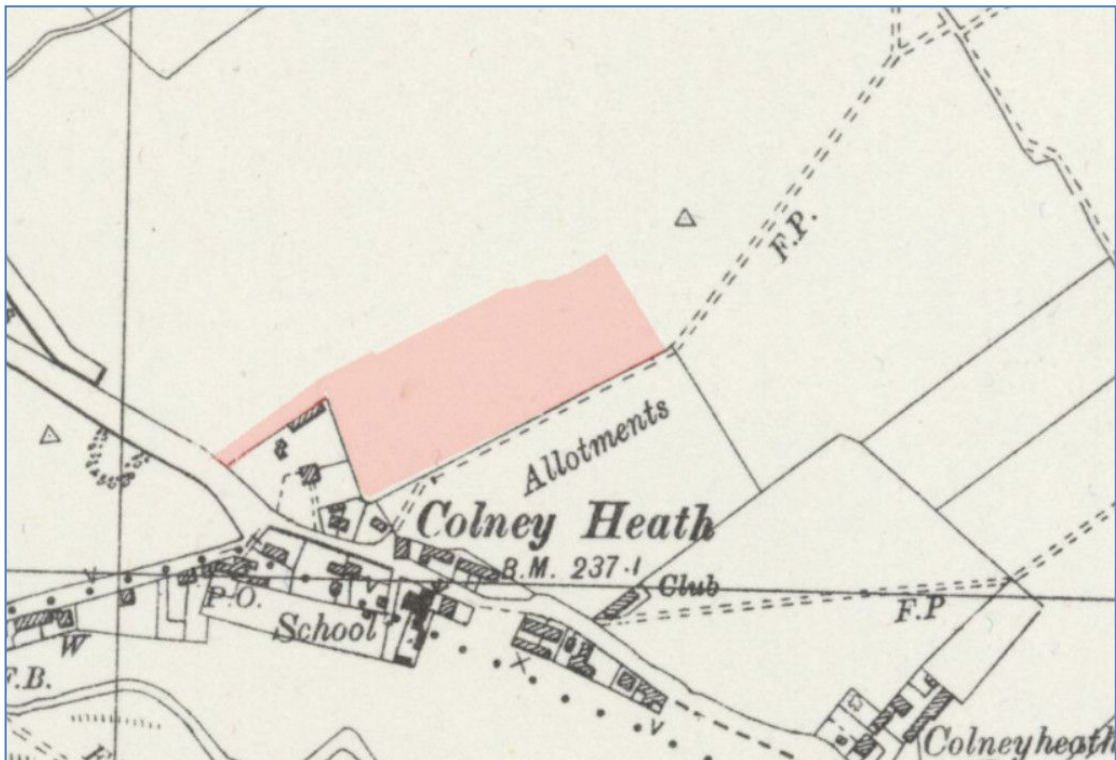 F.P.
Allotments
Colney Heath
B.M. 237·1
Club
P.O.
F.P
School
W
F.B.
Colneyheath